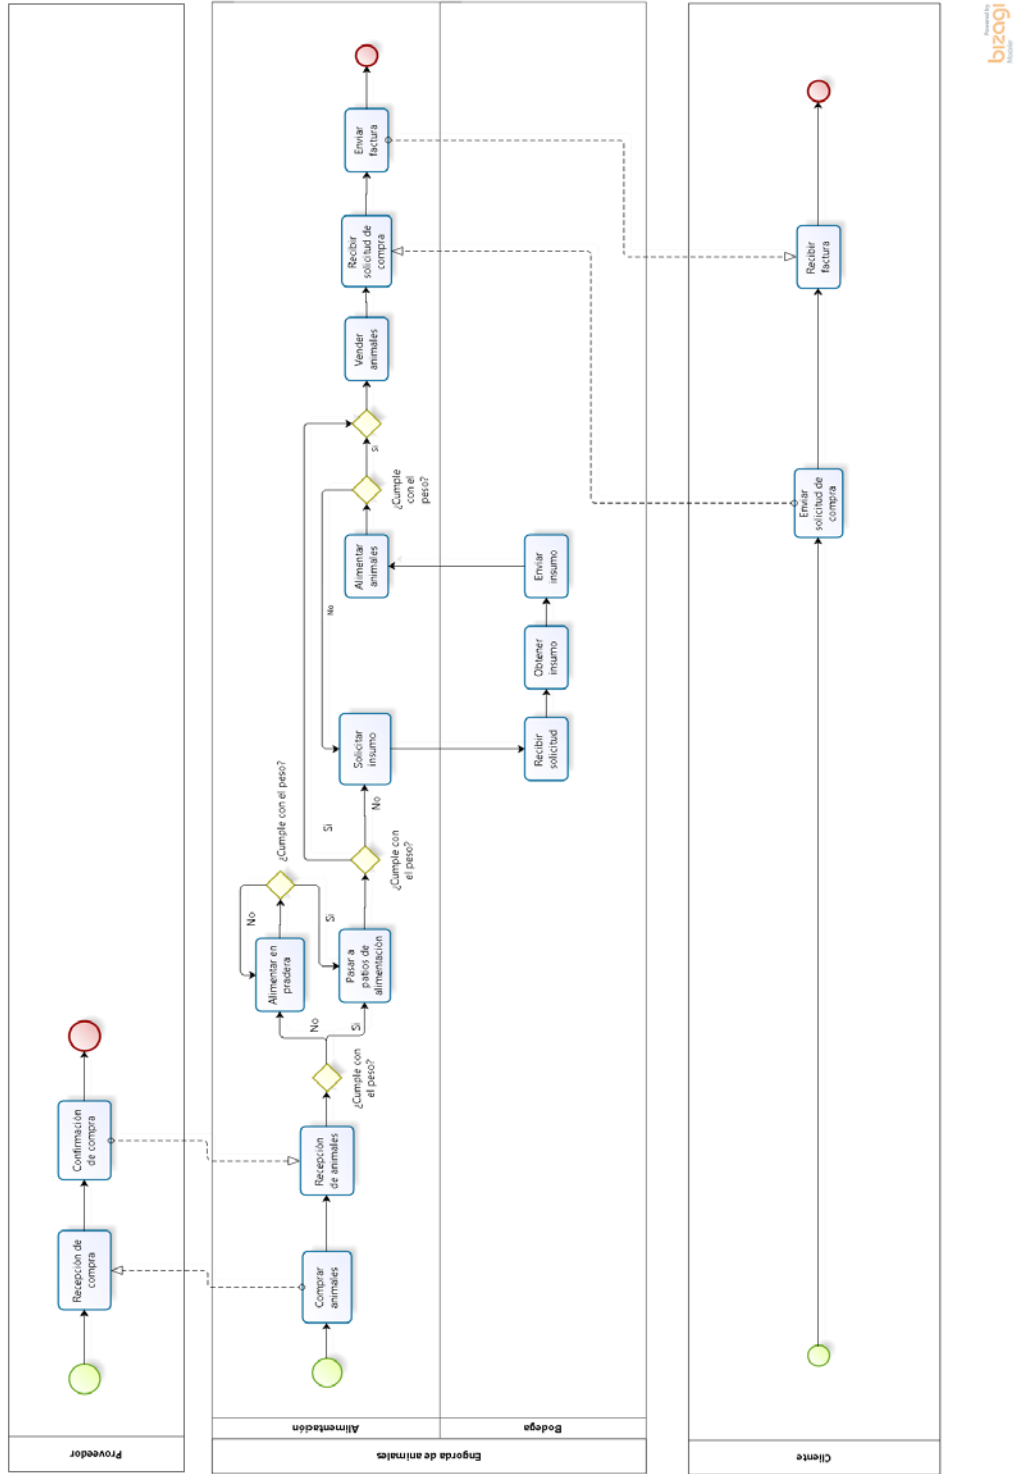 Proveedor
Recepción de
compra
Confirmación
de compra
Engorda de animales
Alimentación
Comprar
animales
Recepción
de animales
¿Cumple con
el peso?
No
Si
Alimentar en
pradera
¿Cumple con el peso?
No
Si
Pasar a
patios de
alimentación
¿Cumple con
el peso?
Si
No
Solicitar
insumo
Alimentar
animales
¿Cumple
con el
peso?
No
Si
Vender
animales
Recibir
solicitud de
compra
Enviar
factura
Bodega
Recibir
solicitud
Obtener
insumo
Enviar
insumo
Cliente
Enviar
solicitud de
compra
Recibir
factura
Powered by
bizagi
Modeler